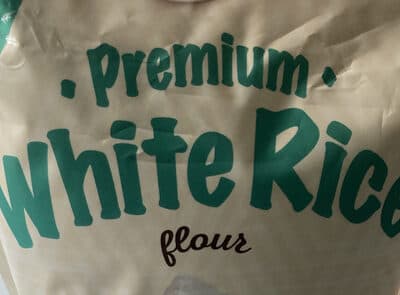 · Premium ·
White Rice
flour